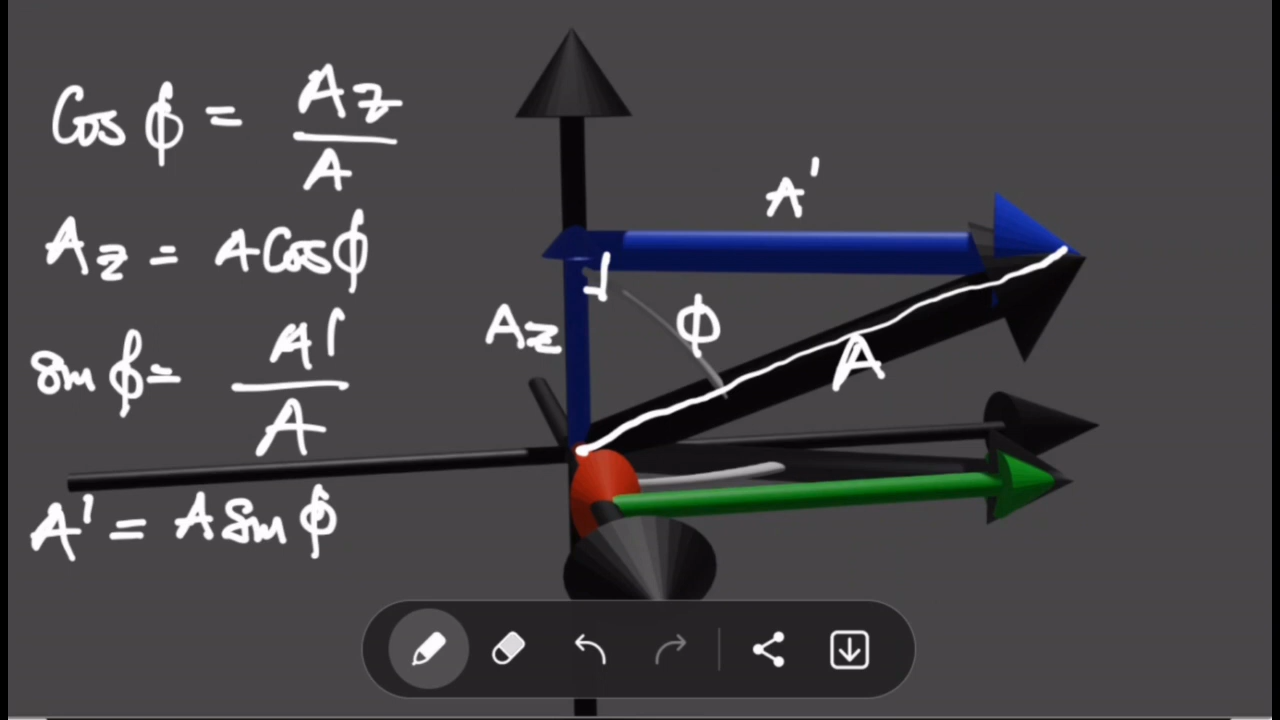 Cos ϕ = Az / A
Az = A Cos ϕ
Sin ϕ = A' / A
A' = A Sin ϕ
A'
Az
ϕ
A